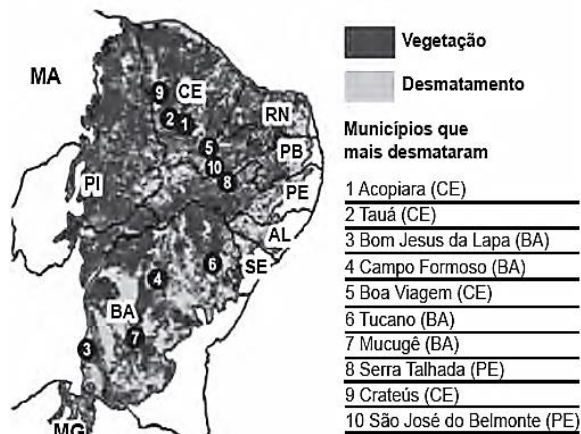 MA
CE
RN
PB
PI
PE
AL
SE
BA
MG
9
2
1
5
10
8
6
4
7
3
Vegetação
Desmatamento
Municípios que
mais desmataram
1 Acopiara (CE)
2 Tauá (CE)
3 Bom Jesus da Lapa (BA)
4 Campo Formoso (BA)
5 Boa Viagem (CE)
6 Tucano (BA)
7 Mucugê (BA)
8 Serra Talhada (PE)
9 Crateús (CE)
10 São José do Belmonte (PE)